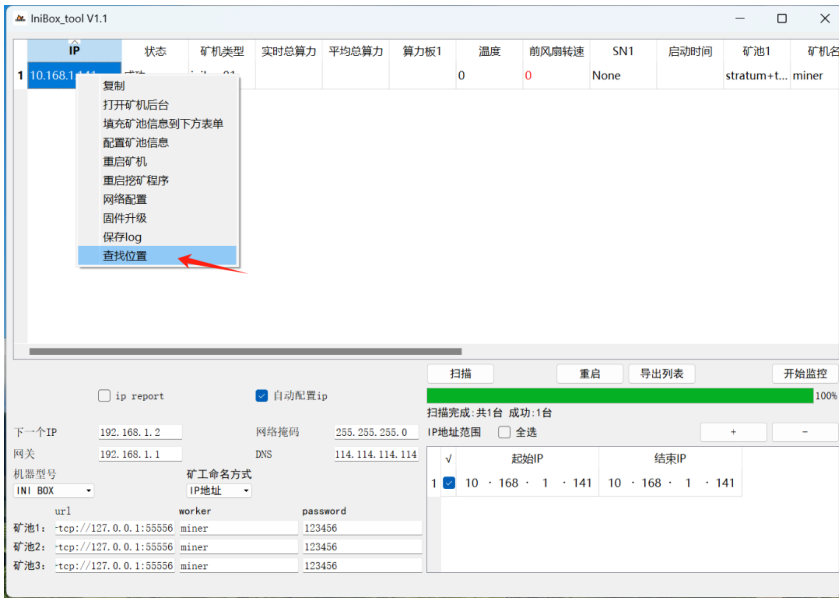 IniBox_tool V1.1
IP 状态 矿机类型 实时总算力 平均总算力 算力板1 温度 前风扇转速 SN1 启动时间 矿池1 矿机名
1 10.168.1.141 成功 0 0 None stratum+t... miner
复制
打开矿机后台
填充矿池信息到下方表单
配置矿池信息
重启矿机
重启挖矿程序
网络配置
固件升级
保存log
查找位置
扫描 重启 导出列表 开始监控
ip report 自动配置ip
100%
扫描完成:共1台 成功:1台
下一个IP 192.168.1.2 网络掩码 255.255.255.0
IP地址范围 全选 + -
网关 192.168.1.1 DNS 114.114.114.114
√ 起始IP 结束IP
1 10 · 168 · 1 · 141 10 · 168 · 1 · 141
机器型号 矿工命名方式
INI BOX IP地址
url worker password
矿池1: -tcp://127.0.0.1:55556 miner 123456
矿池2: -tcp://127.0.0.1:55556 miner 123456
矿池3: -tcp://127.0.0.1:55556 miner 123456